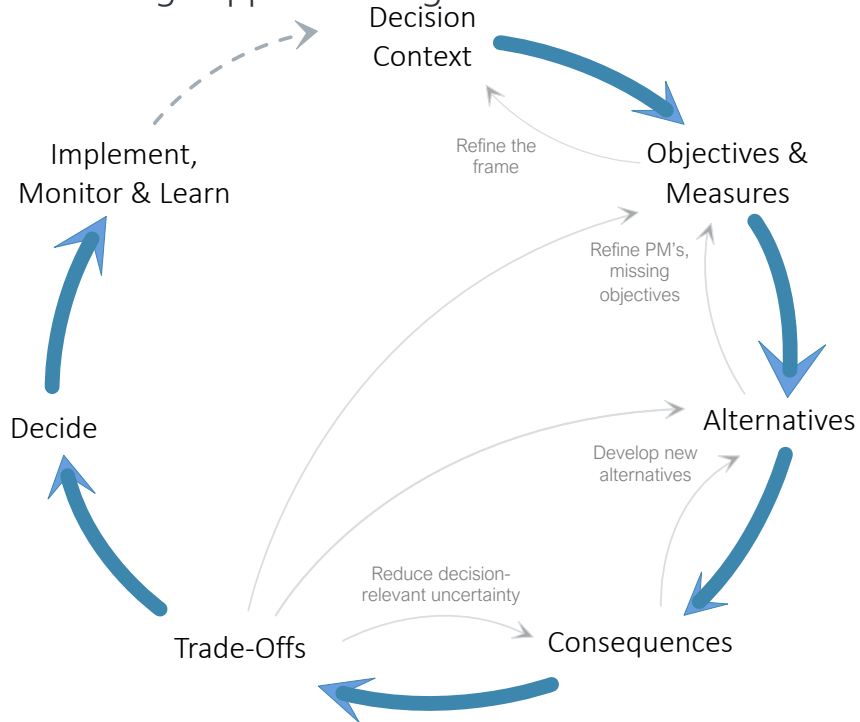 Decision
Context
Refine the
frame
Objectives &
Measures
Implement,
Monitor & Learn
Refine PM's,
missing
objectives
Alternatives
Decide
Develop new
alternatives
Reduce decision-
relevant uncertainty
Consequences
Trade-Offs